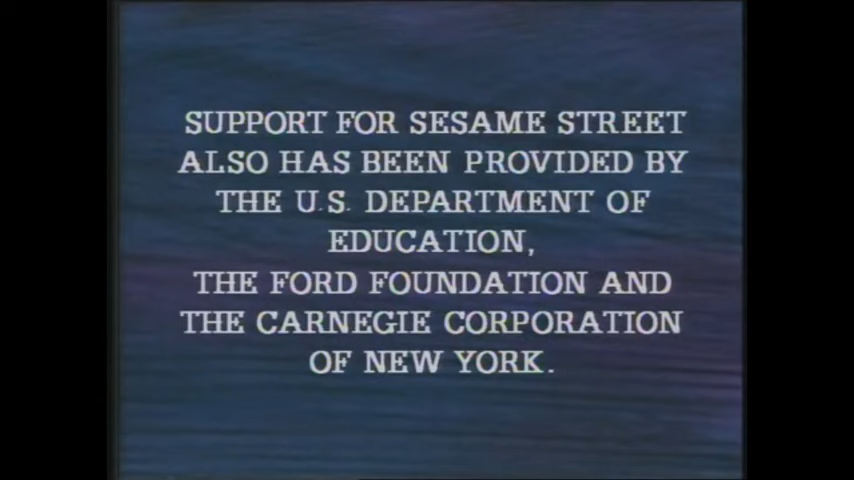 SUPPORT FOR SESAME STREET
ALSO HAS BEEN PROVIDED BY
THE U.S. DEPARTMENT OF
EDUCATION,
THE FORD FOUNDATION AND
THE CARNEGIE CORPORATION
OF NEW YORK.